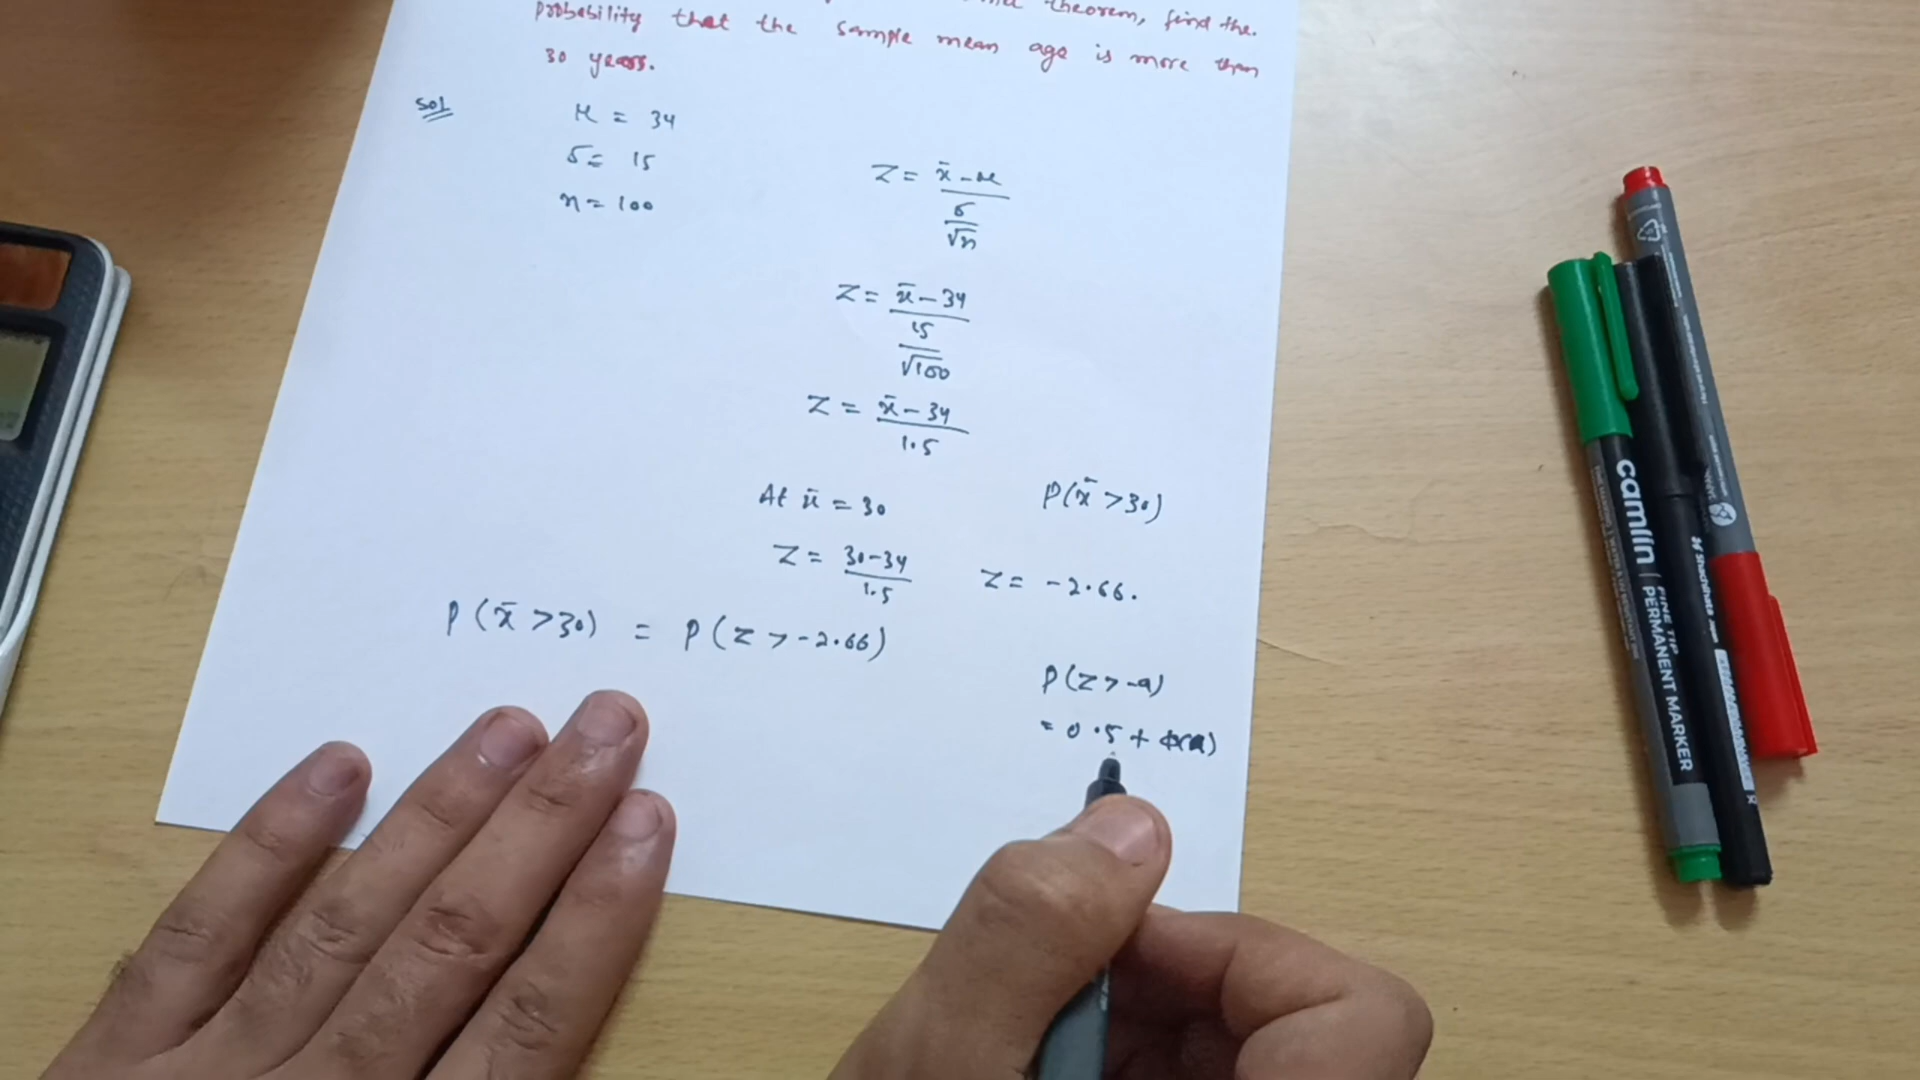 theorem, find the.
probability that the sample mean age is more than
30 years.
Sol
μ = 34
σ = 15
n = 100
Z = x̄ - μ
σ
√n
Z = x̄ - 34
15
√100
Z = x̄ - 34
1.5
At x̄ = 30
P(x̄ > 30)
Z = 30-34
1.5
Z = -2.66.
P(x̄ > 30) = P(Z > -2.66)
P(Z > -a)
= 0.5 + φ(a)
camlin
FINE TIP
PERMANENT MARKER
Shachihata